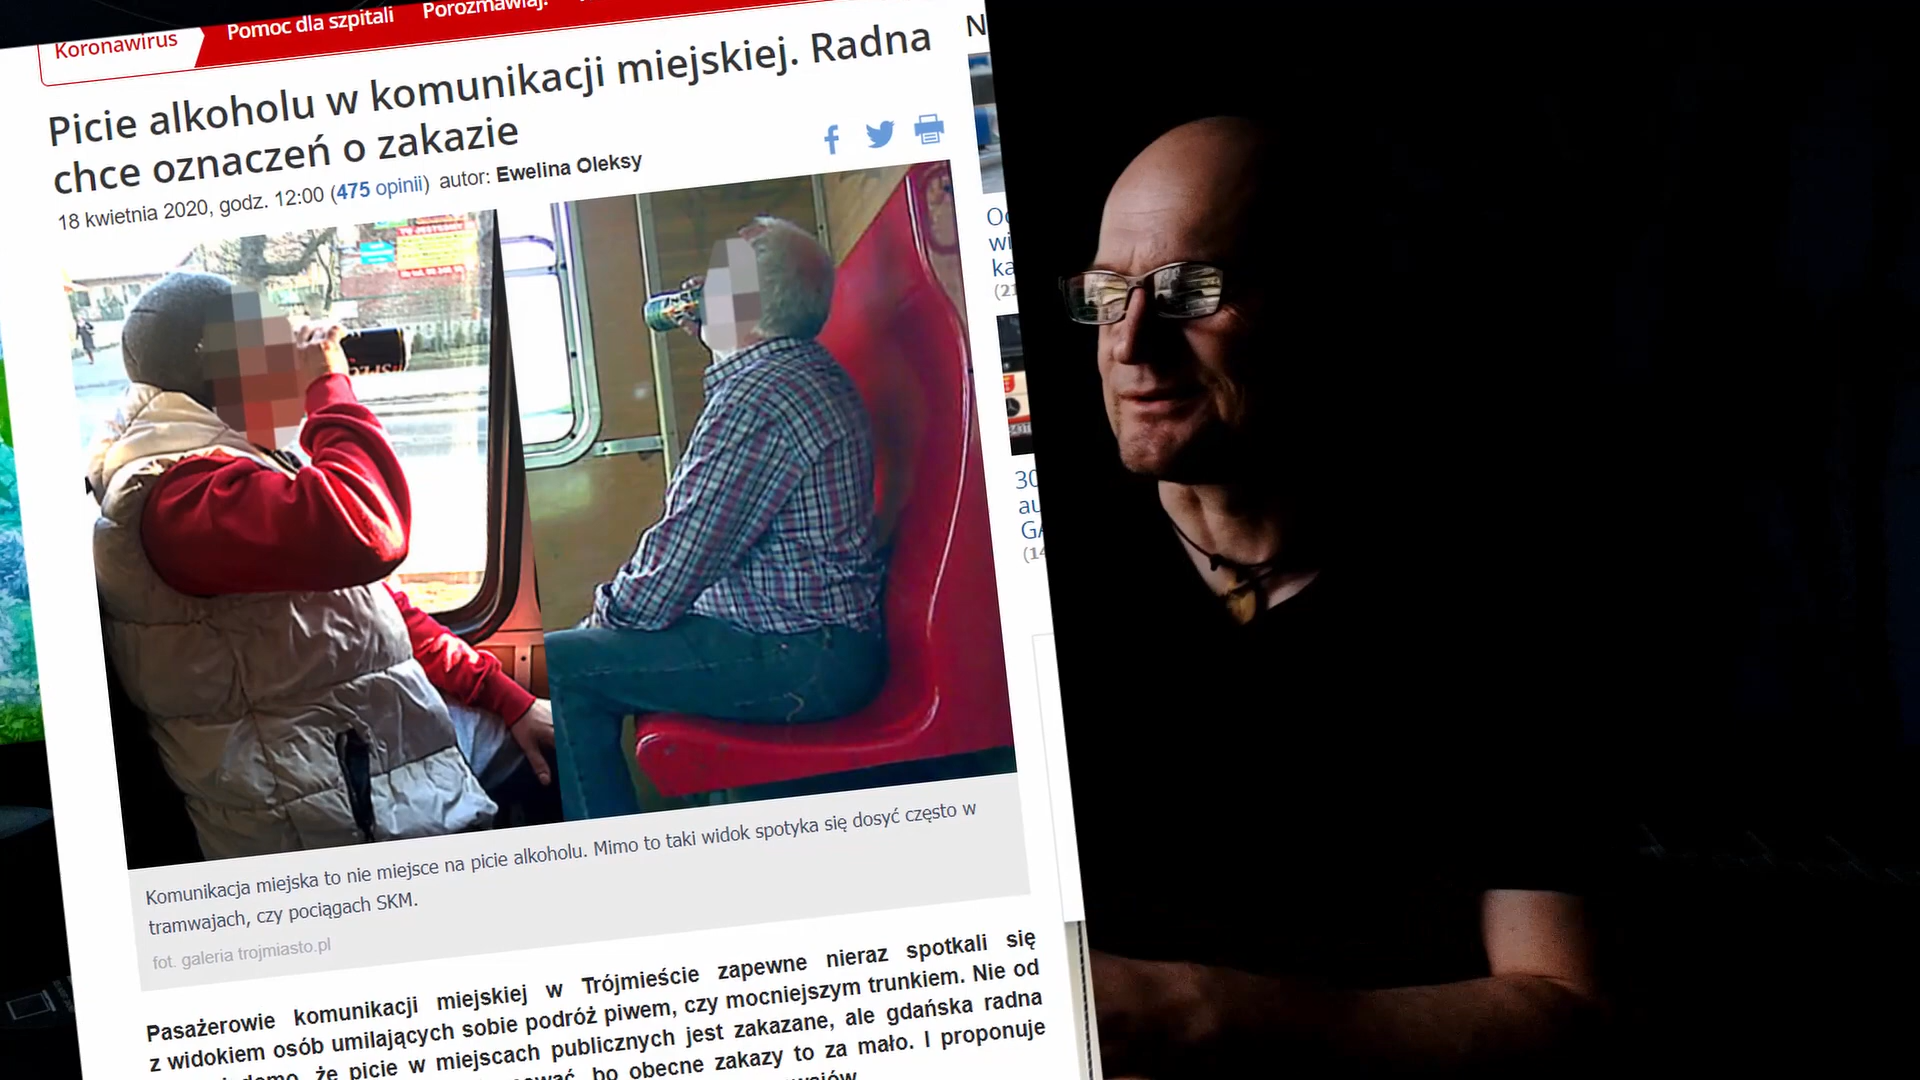 Koronawirus
Pomoc dla szpitali
Porozmawiaj!
Picie alkoholu w komunikacji miejskiej. Radna
chce oznaczeń o zakazie
18 kwietnia 2020, godz. 12:00 (475 opinii) autor: Ewelina Oleksy
Komunikacja miejska to nie miejsce na picie alkoholu. Mimo to taki widok spotyka się dosyć często w
tramwajach, czy pociągach SKM.
fot. galeria trojmiasto.pl
Pasażerowie komunikacji miejskiej w Trójmieście zapewne nieraz spotkali się
z widokiem osób umilających sobie podróż piwem, czy mocniejszym trunkiem. Nie od
że picie w miejscach publicznych jest zakazane, ale gdańska radna
bo obecne zakazy to za mało. I proponuje
N
30